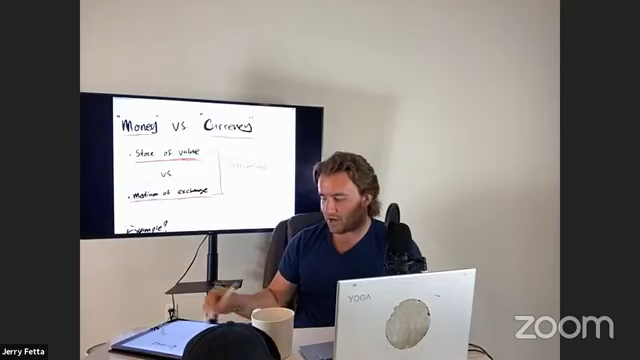 "Money" vs. "Currency"
• Store of value
vs
• Medium of exchange
Example?
YOGA
zoom
Jerry Fetta